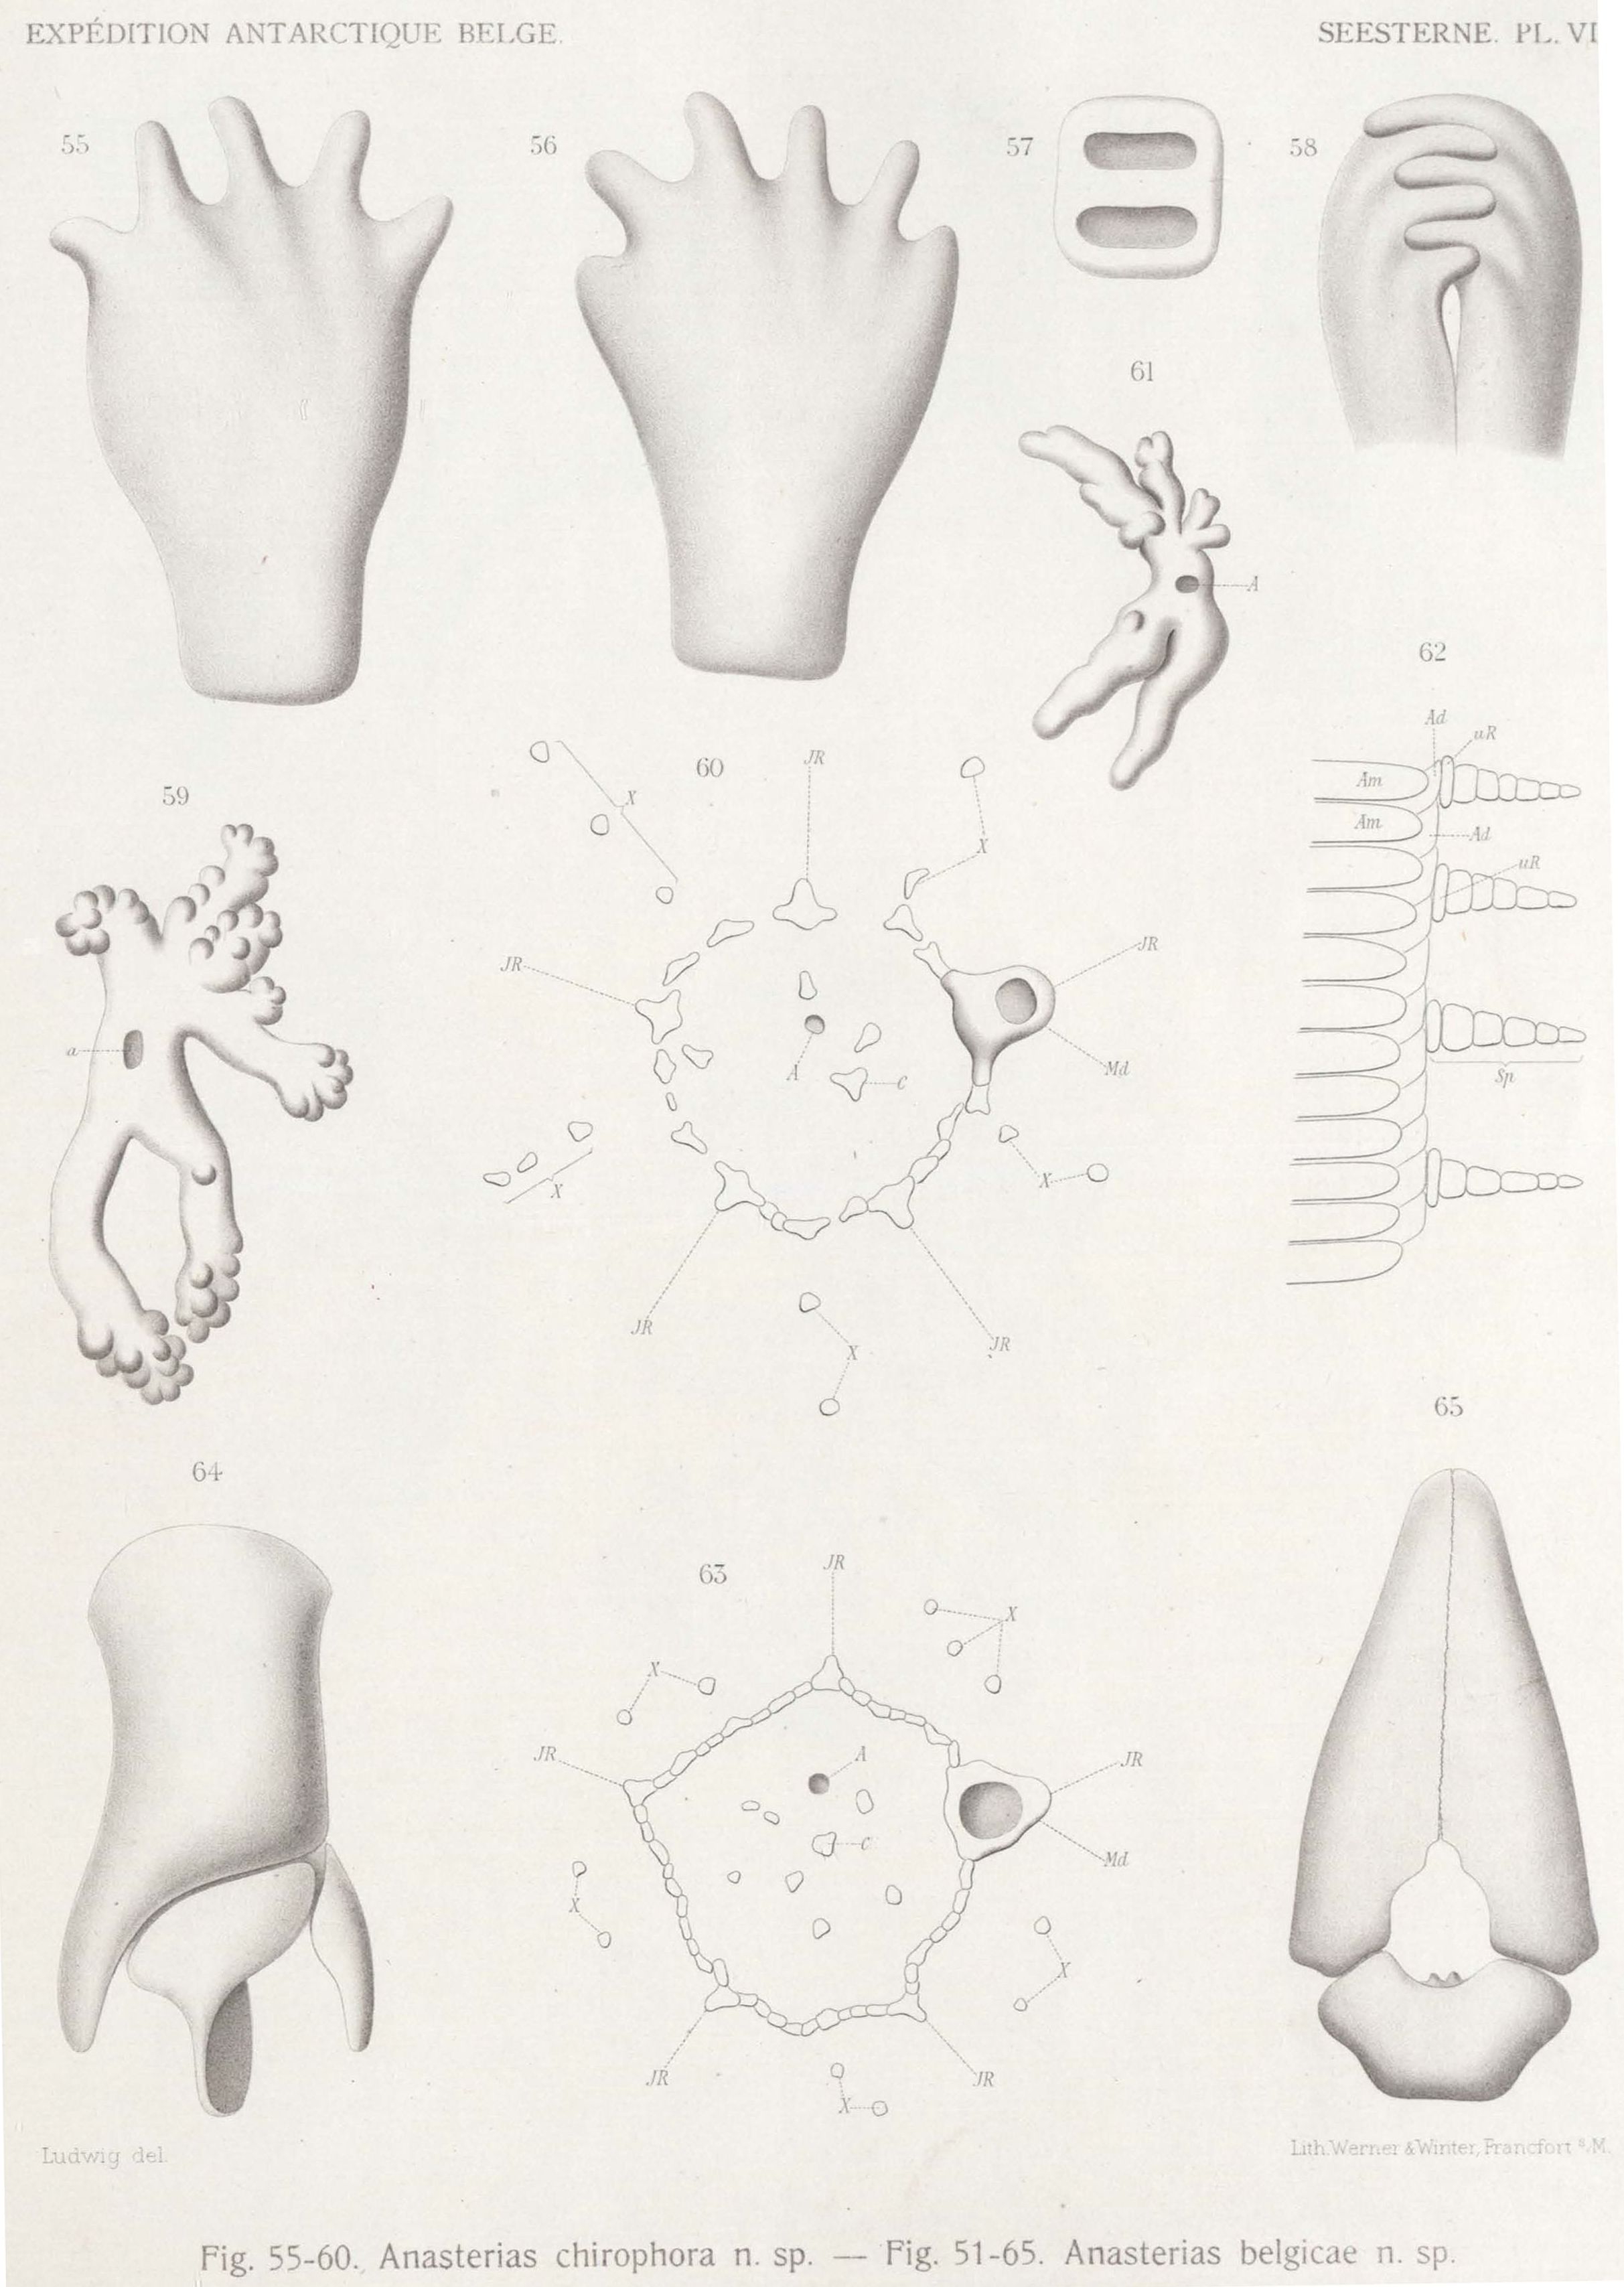 EXPÉDITION ANTARCTIQUE BELGE. SEESTERNE. PL. VI
55 56 57 58
61
A
62
Ad
uR
Am
Am
Ad
uR
Sp
59
a
60
JR
X
X
JR
JR
A
C
Md
X
X
JR
JR
X
64
65
63
JR
X
X
JR
A
JR
C
Md
X
X
JR
JR
X
Ludwig del.
Lith. Werner & Winter, Francfort s/M.
Fig. 55-60. Anasterias chirophora n. sp. — Fig. 51-65. Anasterias belgicae n. sp.